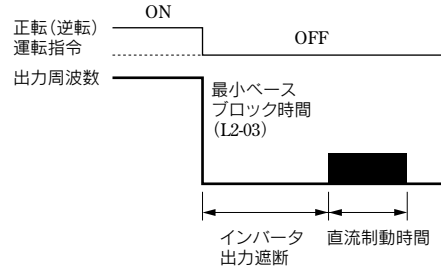 ON
正転(逆転)
運転指令
OFF
出力周波数
最小ベース
ブロック時間
(L2-03)
インバータ
出力遮断
直流制動時間